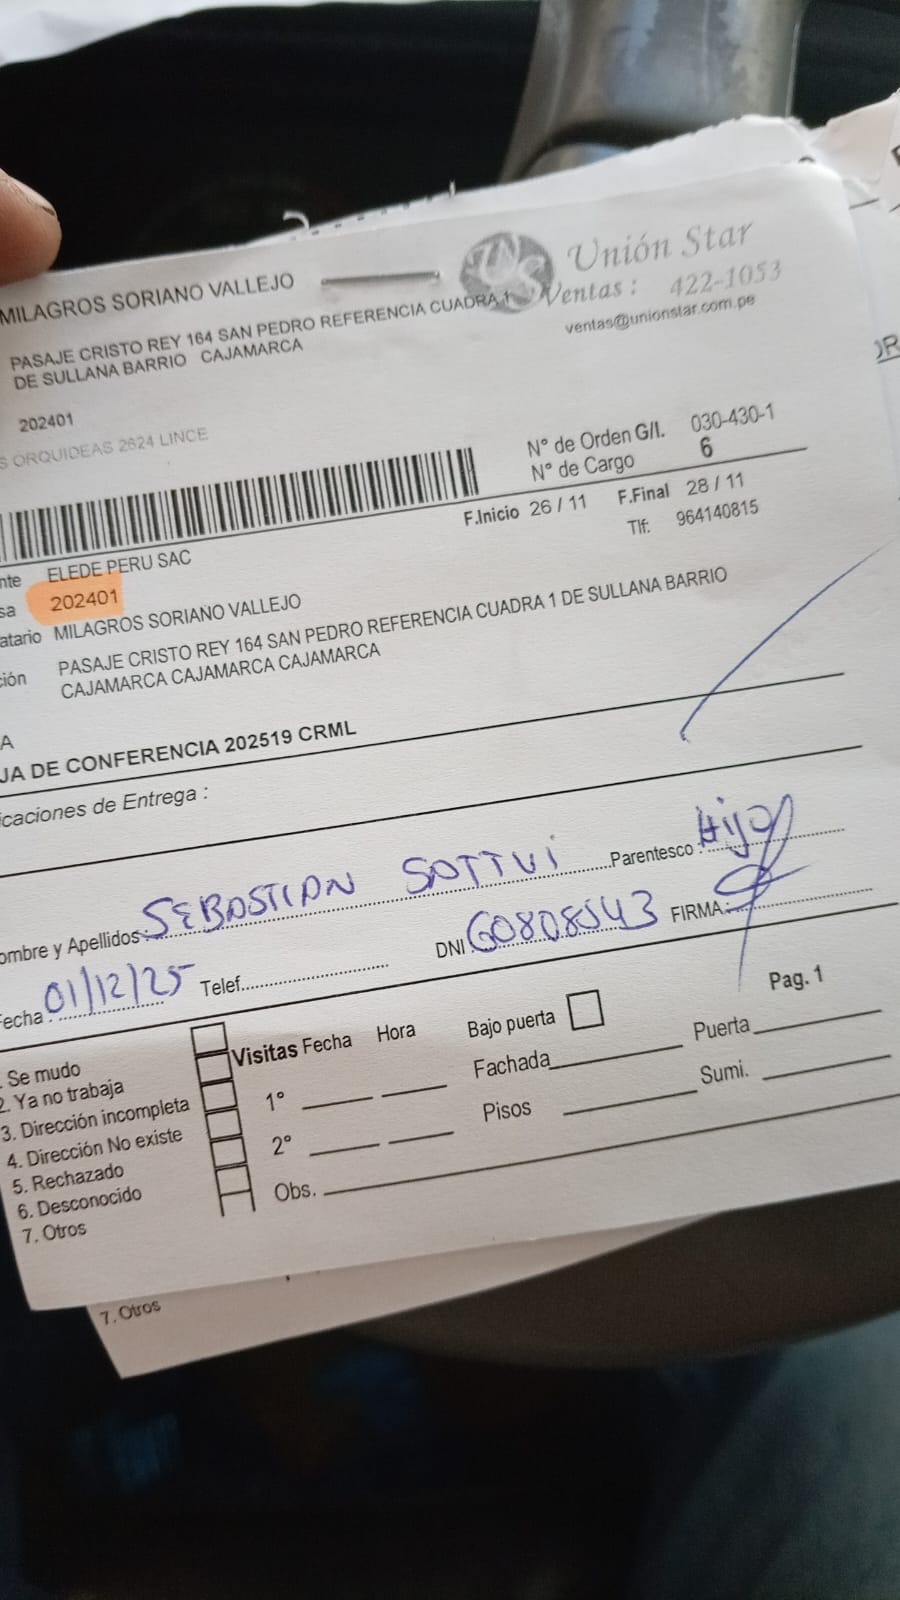 MILAGROS SORIANO VALLEJO
Unión Star
Ventas : 422-1053
ventas@unionstar.com.pe
PASAJE CRISTO REY 164 SAN PEDRO REFERENCIA CUADRA 1
DE SULLANA BARRIO CAJAMARCA
202401
S ORQUIDEAS 2624 LINCE
N° de Orden G/I. 030-430-1
N° de Cargo 6
F.Inicio 26 / 11 F.Final 28 / 11
Tlf: 964140815
nte ELEDE PERU SAC
sa 202401
atario MILAGROS SORIANO VALLEJO
ción PASAJE CRISTO REY 164 SAN PEDRO REFERENCIA CUADRA 1 DE SULLANA BARRIO
CAJAMARCA CAJAMARCA CAJAMARCA
A
JA DE CONFERENCIA 202519 CRML
icaciones de Entrega :
ombre y Apellidos: SEBASTIAN SOTTUI Parentesco : Hijo
Fecha : 01/12/25 Telef. DNI 60808543 FIRMA:
Pag. 1
. Se mudo
2. Ya no trabaja
3. Dirección incompleta
4. Dirección No existe
5. Rechazado
6. Desconocido
7. Otros
Visitas Fecha Hora
1°
2°
Obs.
Bajo puerta
Fachada Puerta
Pisos Sumi.
7. Otros